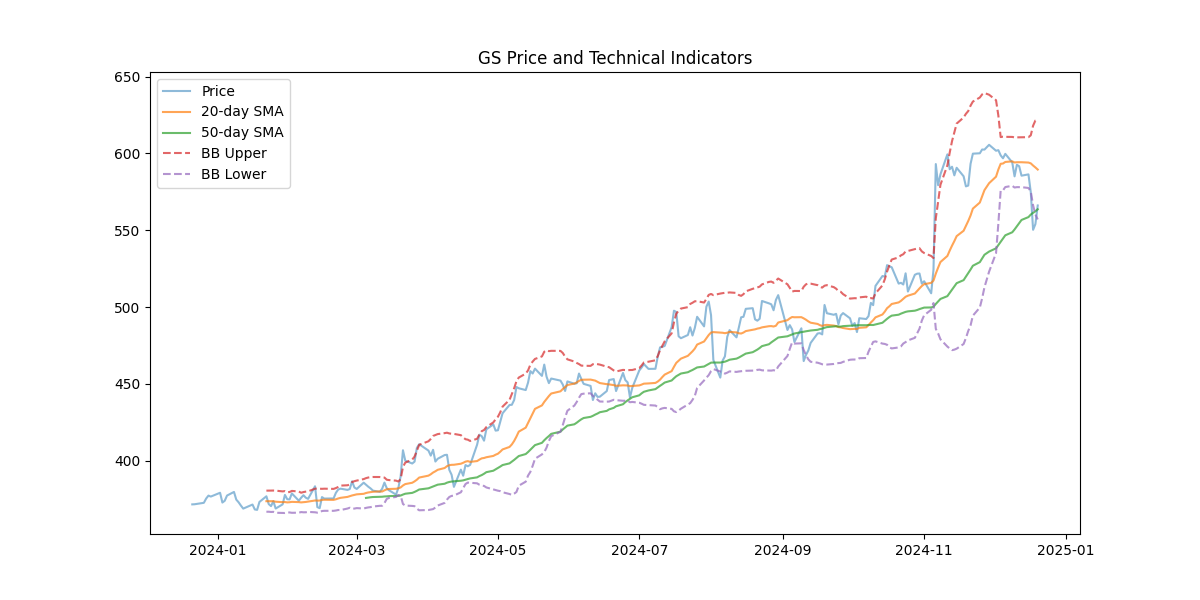 GS Price and Technical Indicators
650
600
550
500
450
400
Price
20-day SMA
50-day SMA
BB Upper
BB Lower
2024-01
2024-03
2024-05
2024-07
2024-09
2024-11
2025-01